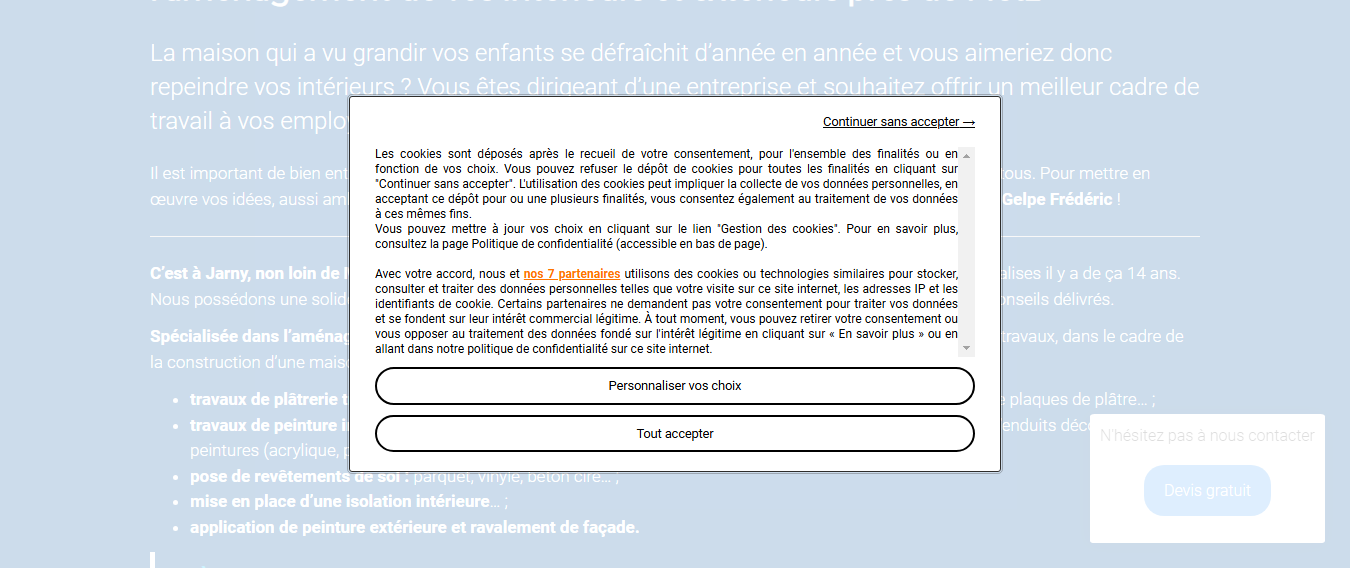 La maison qui a vu grandir vos enfants se défraîchit d’année en année et vous aimeriez donc
repeindre vos intérieurs ? Vous êtes dirigeant d’une entreprise et souhaitez offrir un meilleur cadre de
travail à vos employ
Continuer sans accepter →
Les cookies sont déposés après le recueil de votre consentement, pour l'ensemble des finalités ou en
fonction de vos choix. Vous pouvez refuser le dépôt de cookies pour toutes les finalités en cliquant sur
"Continuer sans accepter". L'utilisation des cookies peut impliquer la collecte de vos données personnelles, en
acceptant ce dépôt pour ou une plusieurs finalités, vous consentez également au traitement de vos données
à ces mêmes fins.
Vous pouvez mettre à jour vos choix en cliquant sur le lien "Gestion des cookies". Pour en savoir plus,
consultez la page Politique de confidentialité (accessible en bas de page).
Avec votre accord, nous et nos 7 partenaires utilisons des cookies ou technologies similaires pour stocker,
consulter et traiter des données personnelles telles que votre visite sur ce site internet, les adresses IP et les
identifiants de cookie. Certains partenaires ne demandent pas votre consentement pour traiter vos données
et se fondent sur leur intérêt commercial légitime. À tout moment, vous pouvez retirer votre consentement ou
vous opposer au traitement des données fondé sur l'intérêt légitime en cliquant sur « En savoir plus » ou en
allant dans notre politique de confidentialité sur ce site internet.
Personnaliser vos choix
Tout accepter
Il est important de bien ent tous. Pour mettre en
œuvre vos idées, aussi am Gelpe Frédéric !
C’est à Jarny, non loin de M alises il y a de ça 14 ans.
Nous possédons une solid onseils délivrés.
Spécialisée dans l’aménag travaux, dans le cadre de
la construction d’une mais
travaux de plâtrerie t e plaques de plâtre… ;
travaux de peinture i enduits déco
peintures (acrylique, p
pose de revêtements de sol : parquet, vinyle, béton ciré… ;
mise en place d’une isolation intérieure… ;
application de peinture extérieure et ravalement de façade.
N'hésitez pas à nous contacter
Devis gratuit